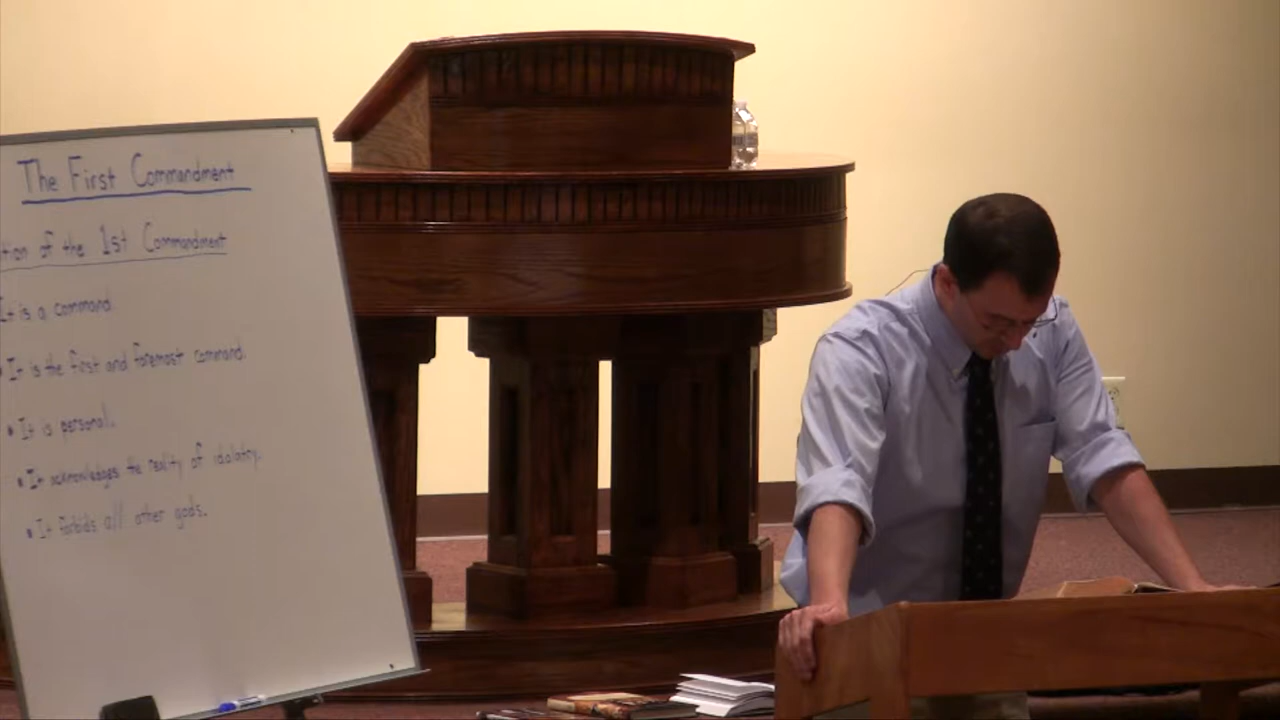 The First Commandment
tion of the 1st Commandment
It is a command
• It is the first and foremost command.
• It is personal.
• It acknowledges the reality of idolatry.
• It forbids all other gods.